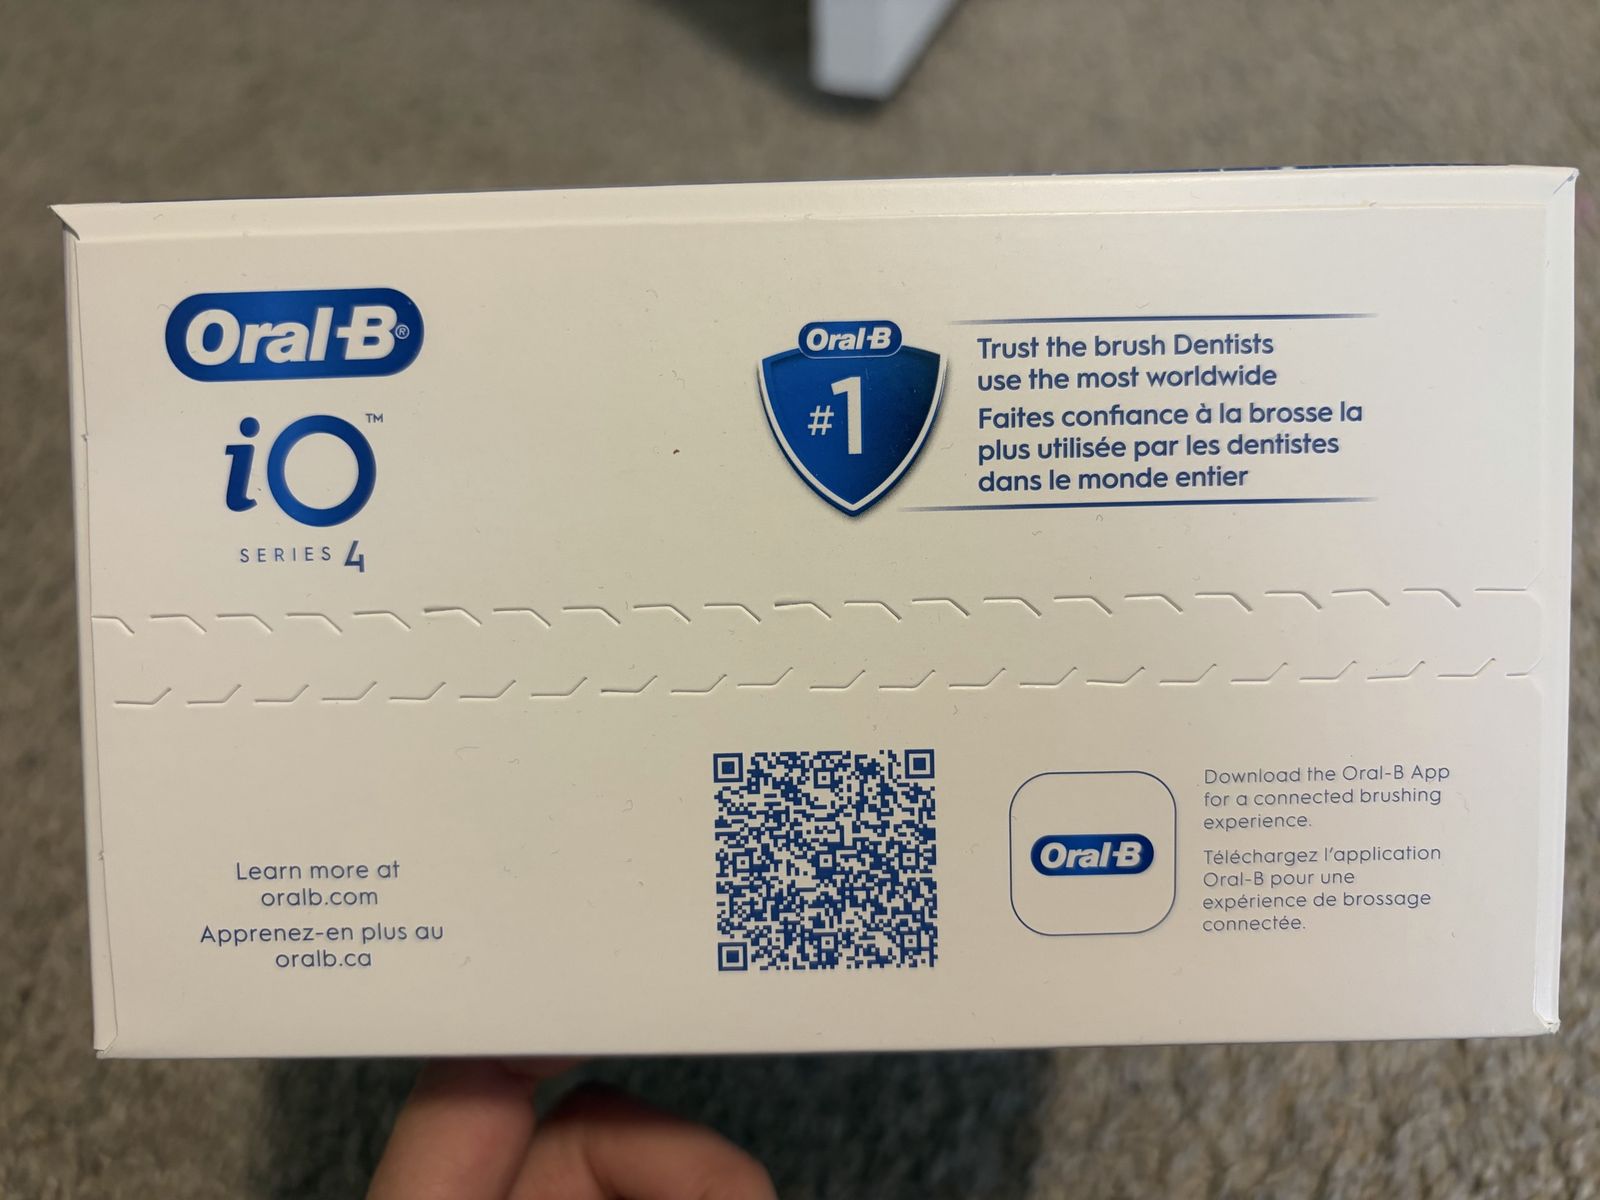 Oral-B®
iO™
SERIES 4
Oral-B
#1
Trust the brush Dentists
use the most worldwide
Faites confiance à la brosse la
plus utilisée par les dentistes
dans le monde entier
Learn more at
oralb.com
Apprenez-en plus au
oralb.ca
Oral-B
Download the Oral-B App
for a connected brushing
experience.
Téléchargez l'application
Oral-B pour une
expérience de brossage
connectée.